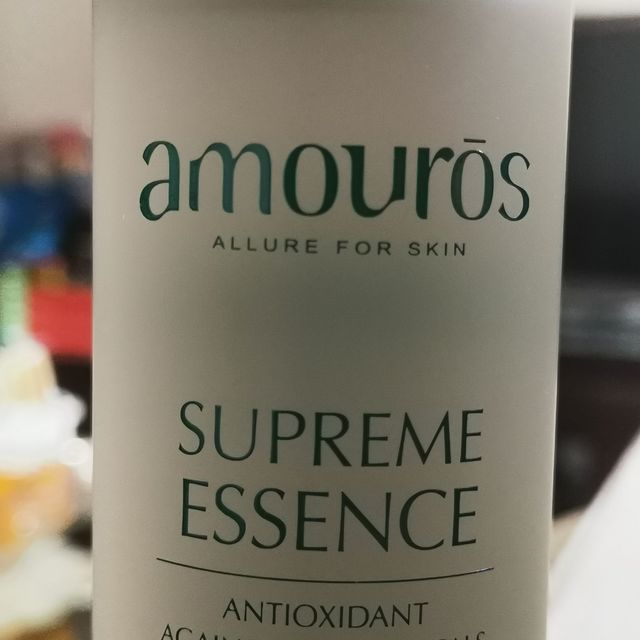 amourōs
ALLURE FOR SKIN
SUPREME
ESSENCE
ANTIOXIDANT